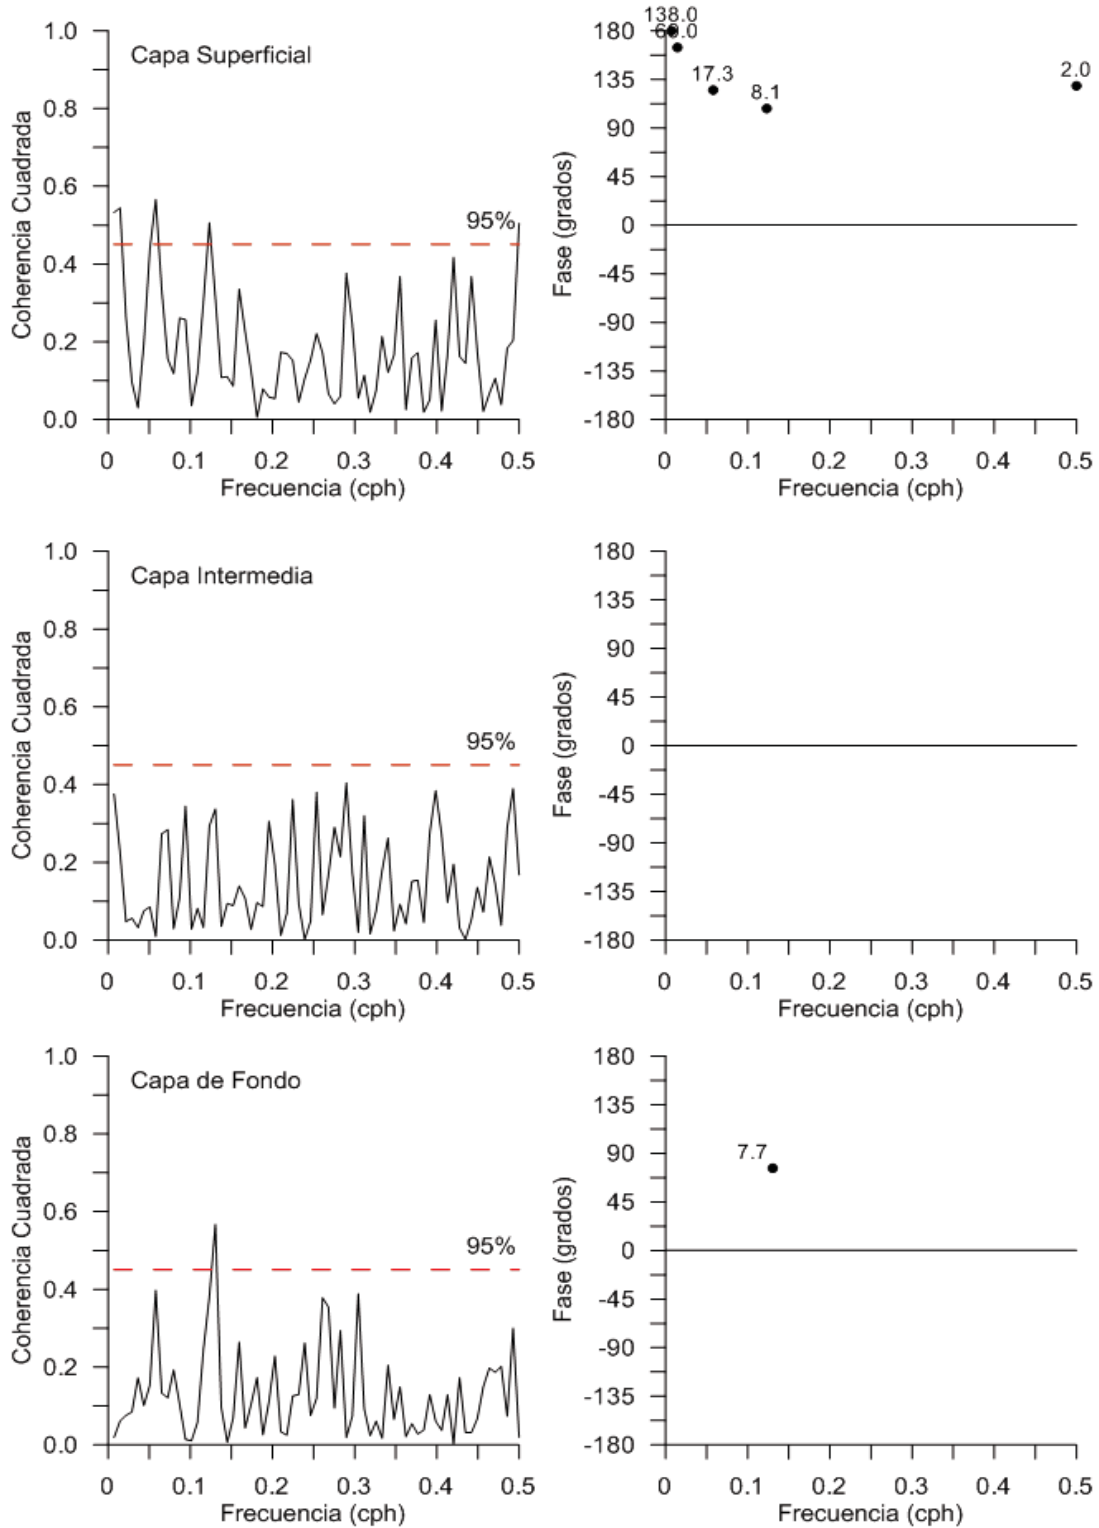 Capa Superficial
Coherencia Cuadrada
1.0
0.8
0.6
0.4
0.2
0.0
95%
0 0.1 0.2 0.3 0.4 0.5
Frecuencia (cph)
Fase (grados)
180
135
90
45
0
-45
-90
-135
-180
138.0
17.3
8.1
2.0
0 0.1 0.2 0.3 0.4 0.5
Frecuencia (cph)
Capa Intermedia
Coherencia Cuadrada
1.0
0.8
0.6
0.4
0.2
0.0
95%
0 0.1 0.2 0.3 0.4 0.5
Frecuencia (cph)
Fase (grados)
180
135
90
45
0
-45
-90
-135
-180
0 0.1 0.2 0.3 0.4 0.5
Frecuencia (cph)
Capa de Fondo
Coherencia Cuadrada
1.0
0.8
0.6
0.4
0.2
0.0
95%
0 0.1 0.2 0.3 0.4 0.5
Frecuencia (cph)
Fase (grados)
180
135
90
45
0
-45
-90
-135
-180
7.7
0 0.1 0.2 0.3 0.4 0.5
Frecuencia (cph)